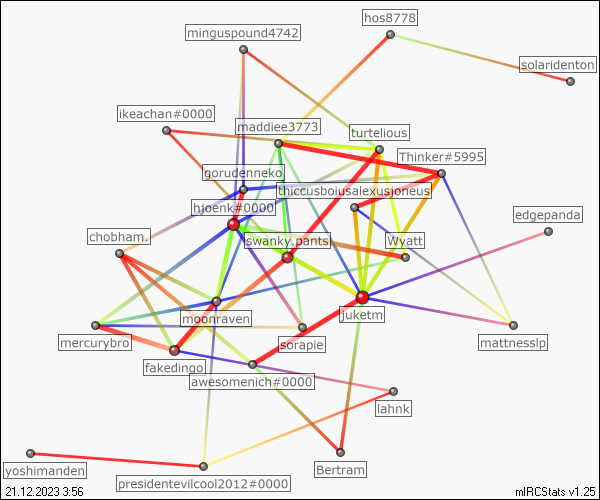 hos8778
minguspound4742
solaridenton
ikeachan#0000
maddiee3773
turtelious
Thinker#5995
gorudenneko
thiccusboiusalexusjoneus
hjoenk#0000
edgepanda
chobham.
swanky.pants
Wyatt
moonraven
juketm
mercurybro
sorapie
mattnesslp
fakedingo
awesomenich#0000
lahnk
yoshimanden
Bertram
presidentevilcool2012#0000
21.12.2023 3:56
mIRCStats v1.25